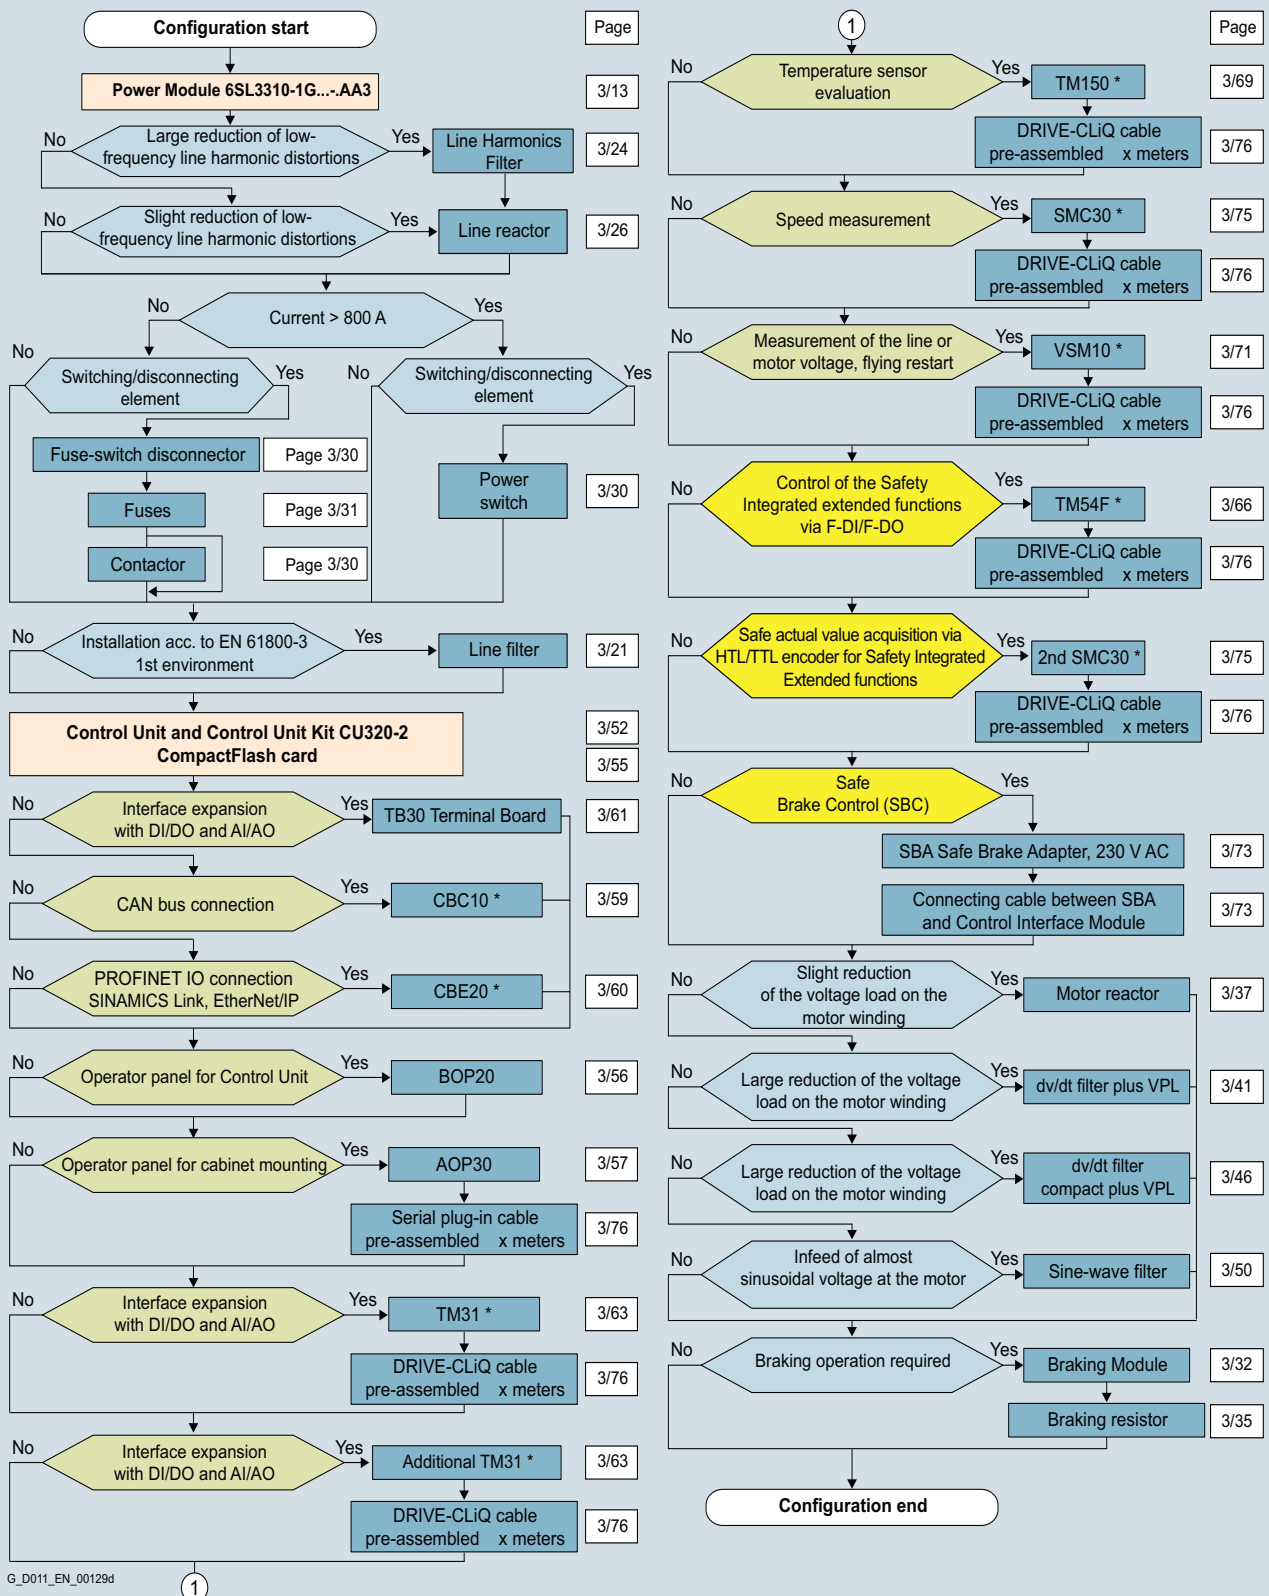 Configuration start
Page
Power Module 6SL3310-1G...-.AA3
3/13
No
Large reduction of low-
frequency line harmonic distortions
Yes
Line Harmonics
Filter
3/24
No
Slight reduction of low-
frequency line harmonic distortions
Yes
Line reactor
3/26
No
Current > 800 A
Yes
No
Switching/disconnecting
element
Yes
No
Switching/disconnecting
element
Yes
Fuse-switch disconnector
Page 3/30
Power
switch
3/30
Fuses
Page 3/31
Contactor
Page 3/30
No
Installation acc. to EN 61800-3
1st environment
Yes
Line filter
3/21
Control Unit and Control Unit Kit CU320-2
CompactFlash card
3/52
3/55
No
Interface expansion
with DI/DO and AI/AO
Yes
TB30 Terminal Board
3/61
No
CAN bus connection
Yes
CBC10 *
3/59
No
PROFINET IO connection
SINAMICS Link, EtherNet/IP
Yes
CBE20 *
3/60
No
Operator panel for Control Unit
Yes
BOP20
3/56
No
Operator panel for cabinet mounting
Yes
AOP30
3/57
Serial plug-in cable
pre-assembled x meters
3/76
No
Interface expansion
with DI/DO and AI/AO
Yes
TM31 *
3/63
DRIVE-CLiQ cable
pre-assembled x meters
3/76
No
Interface expansion
with DI/DO and AI/AO
Yes
Additional TM31 *
3/63
DRIVE-CLiQ cable
pre-assembled x meters
3/76
G_D011_EN_00129d
1
1
Page
No
Temperature sensor
evaluation
Yes
TM150 *
3/69
DRIVE-CLiQ cable
pre-assembled x meters
3/76
No
Speed measurement
Yes
SMC30 *
3/75
DRIVE-CLiQ cable
pre-assembled x meters
3/76
No
Measurement of the line or
motor voltage, flying restart
Yes
VSM10 *
3/71
DRIVE-CLiQ cable
pre-assembled x meters
3/76
No
Control of the Safety
Integrated extended functions
via F-DI/F-DO
Yes
TM54F *
3/66
DRIVE-CLiQ cable
pre-assembled x meters
3/76
No
Safe actual value acquisition via
HTL/TTL encoder for Safety Integrated
Extended functions
Yes
2nd SMC30 *
3/75
DRIVE-CLiQ cable
pre-assembled x meters
3/76
No
Safe
Brake Control (SBC)
Yes
SBA Safe Brake Adapter, 230 V AC
3/73
Connecting cable between SBA
and Control Interface Module
3/73
No
Slight reduction
of the voltage load on the
motor winding
Yes
Motor reactor
3/37
No
Large reduction of the voltage
load on the motor winding
Yes
dv/dt filter plus VPL
3/41
No
Large reduction of the voltage
load on the motor winding
Yes
dv/dt filter
compact plus VPL
3/46
No
Infeed of almost
sinusoidal voltage at the motor
Yes
Sine-wave filter
3/50
No
Braking operation required
Yes
Braking Module
3/32
Braking resistor
3/35
Configuration end